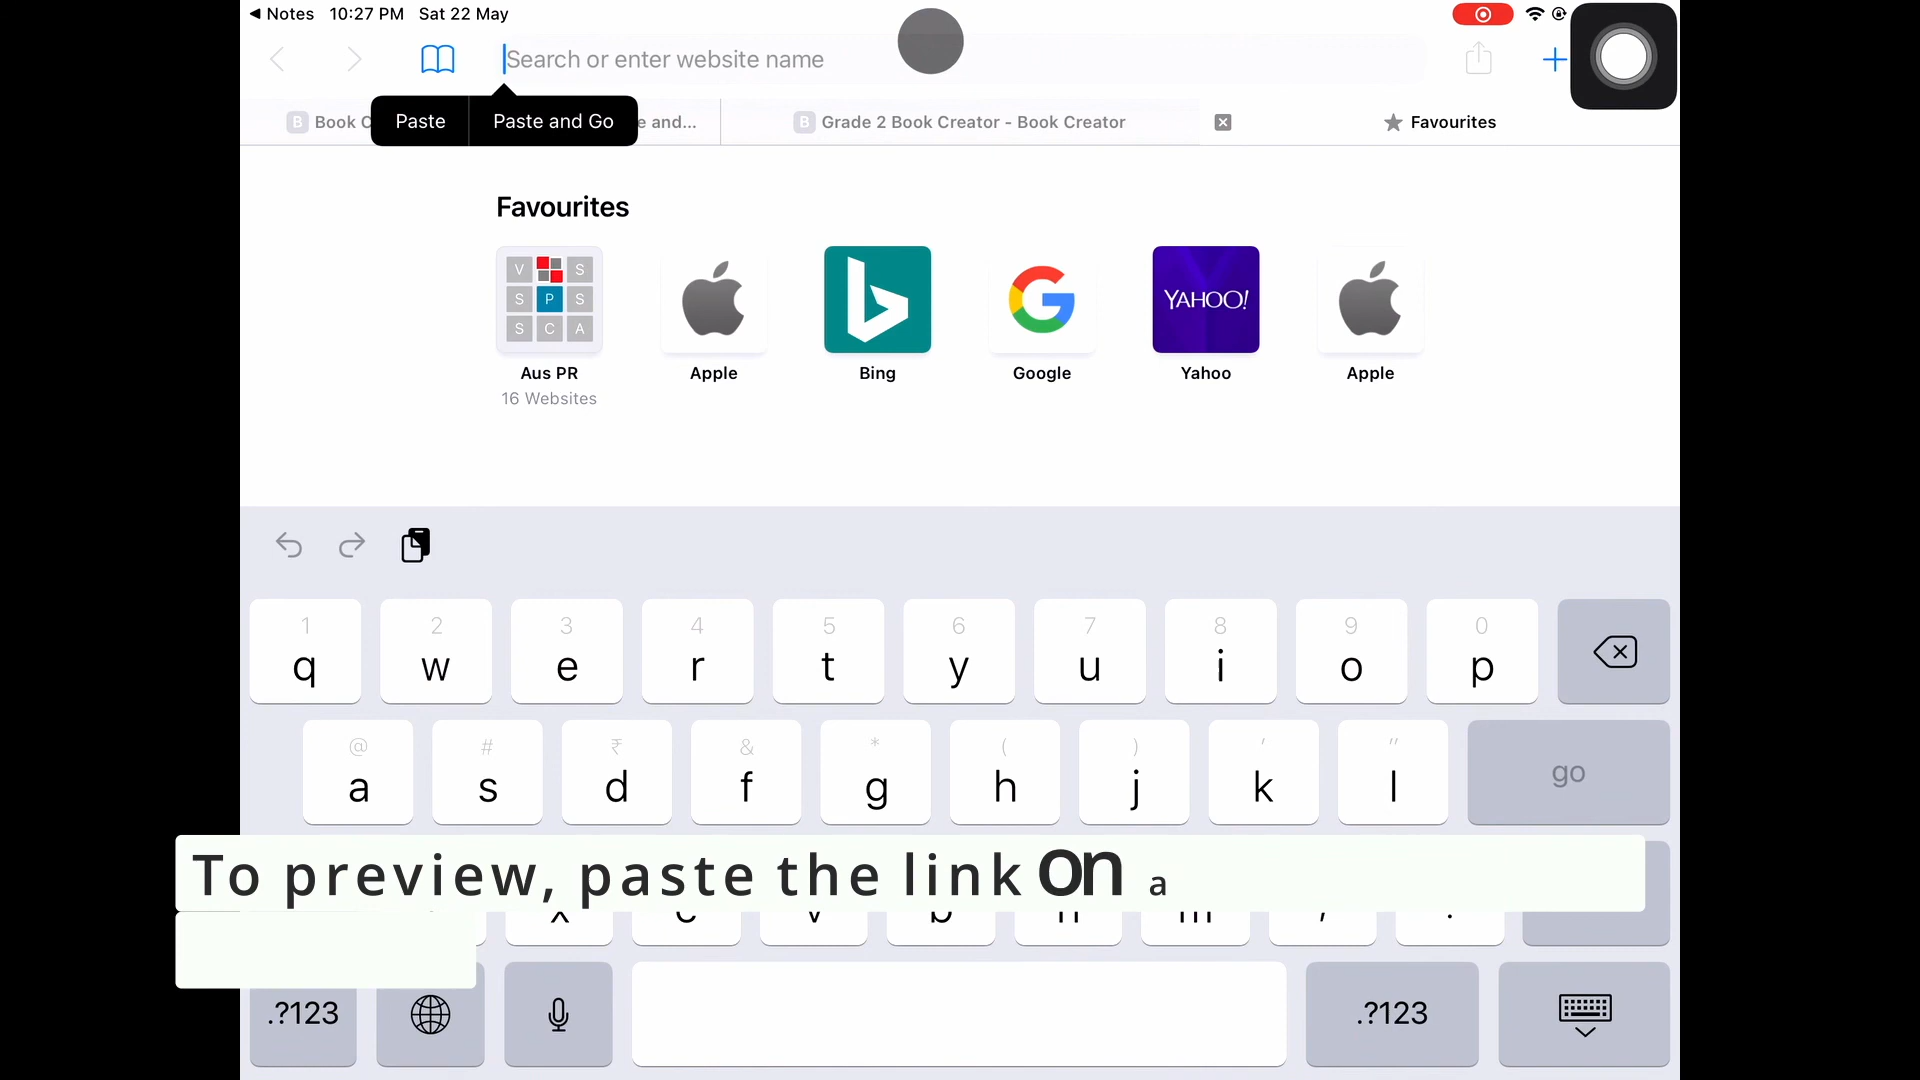 Notes 10:27 PM Sat 22 May
Search or enter website name
Paste Paste and Go
B Book C
e and...
B Grade 2 Book Creator - Book Creator
Favourites
Favourites
V S
S P S
S C A
YAHOO!
Aus PR Apple Bing Google Yahoo Apple
16 Websites
1 2 3 4 5 6 7 8 9 0
q w e r t y u i o p
@ # ₹ & * ( ) ' "
a s d f g h j k l go
To preview, paste the link on a
x c v b n m
.?123 .?123